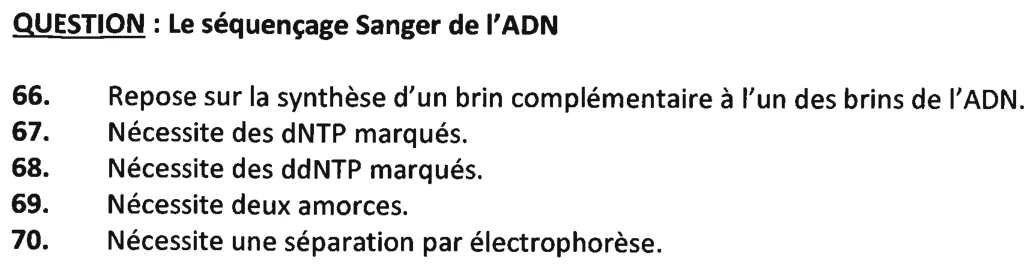 QUESTION : Le séquençage Sanger de l'ADN
66. Repose sur la synthèse d'un brin complémentaire à l'un des brins de l'ADN.
67. Nécessite des dNTP marqués.
68. Nécessite des ddNTP marqués.
69. Nécessite deux amorces.
70. Nécessite une séparation par électrophorèse.